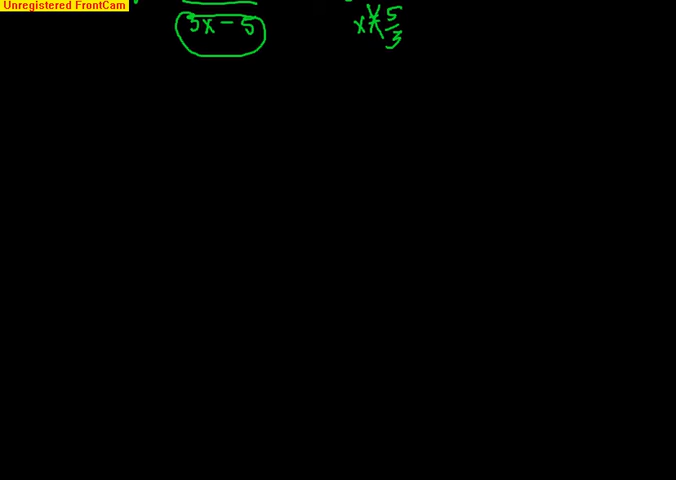 Unregistered FrontCam
3x - 5
x ≠ 5/3